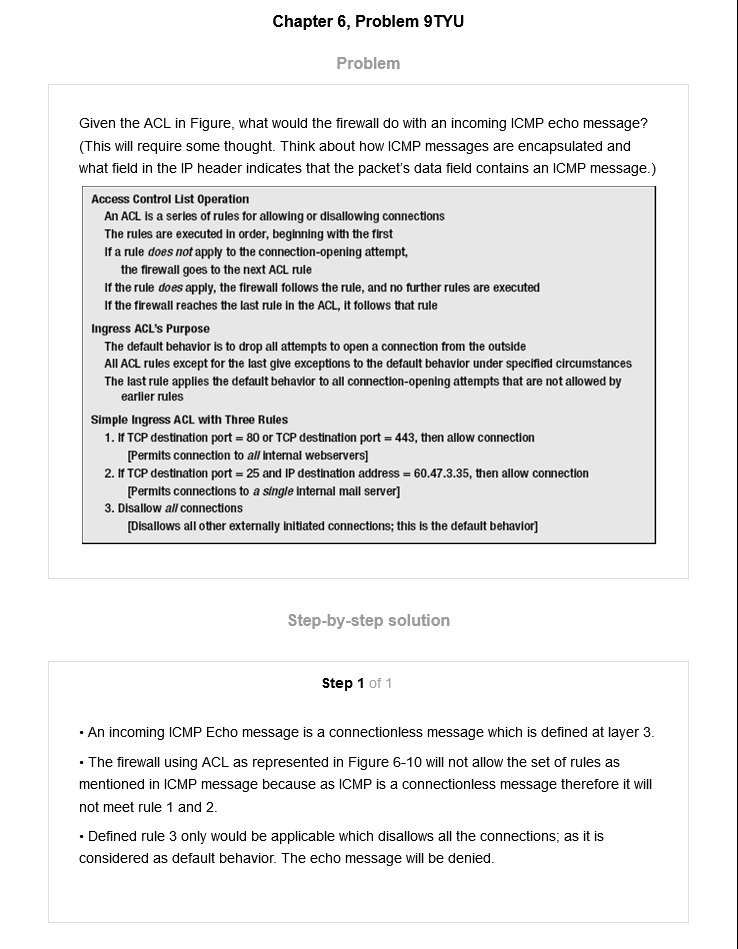 Chapter 6, Problem 9TYU
Problem
Given the ACL in Figure, what would the firewall do with an incoming ICMP echo message?
(This will require some thought. Think about how ICMP messages are encapsulated and
what field in the IP header indicates that the packet's data field contains an ICMP message.)
Access Control List Operation
An ACL is a series of rules for allowing or disallowing connections
The rules are executed in order, beginning with the first
If a rule does not apply to the connection-opening attempt,
the firewall goes to the next ACL rule
If the rule does apply, the firewall follows the rule, and no further rules are executed
If the firewall reaches the last rule in the ACL, it follows that rule
Ingress ACL's Purpose
The default behavior is to drop all attempts to open a connection from the outside
All ACL rules except for the last give exceptions to the default behavior under specified circumstances
The last rule applies the default behavior to all connection-opening attempts that are not allowed by
earlier rules
Simple Ingress ACL with Three Rules
1. If TCP destination port = 80 or TCP destination port = 443, then allow connection
[Permits connection to all internal webservers]
2. If TCP destination port = 25 and IP destination address = 60.47.3.35, then allow connection
[Permits connections to a single internal mail server]
3. Disallow all connections
[Disallows all other externally initiated connections; this is the default behavior]
Step-by-step solution
Step 1 of 1
• An incoming ICMP Echo message is a connectionless message which is defined at layer 3.
• The firewall using ACL as represented in Figure 6-10 will not allow the set of rules as
mentioned in ICMP message because as ICMP is a connectionless message therefore it will
not meet rule 1 and 2.
• Defined rule 3 only would be applicable which disallows all the connections; as it is
considered as default behavior. The echo message will be denied.